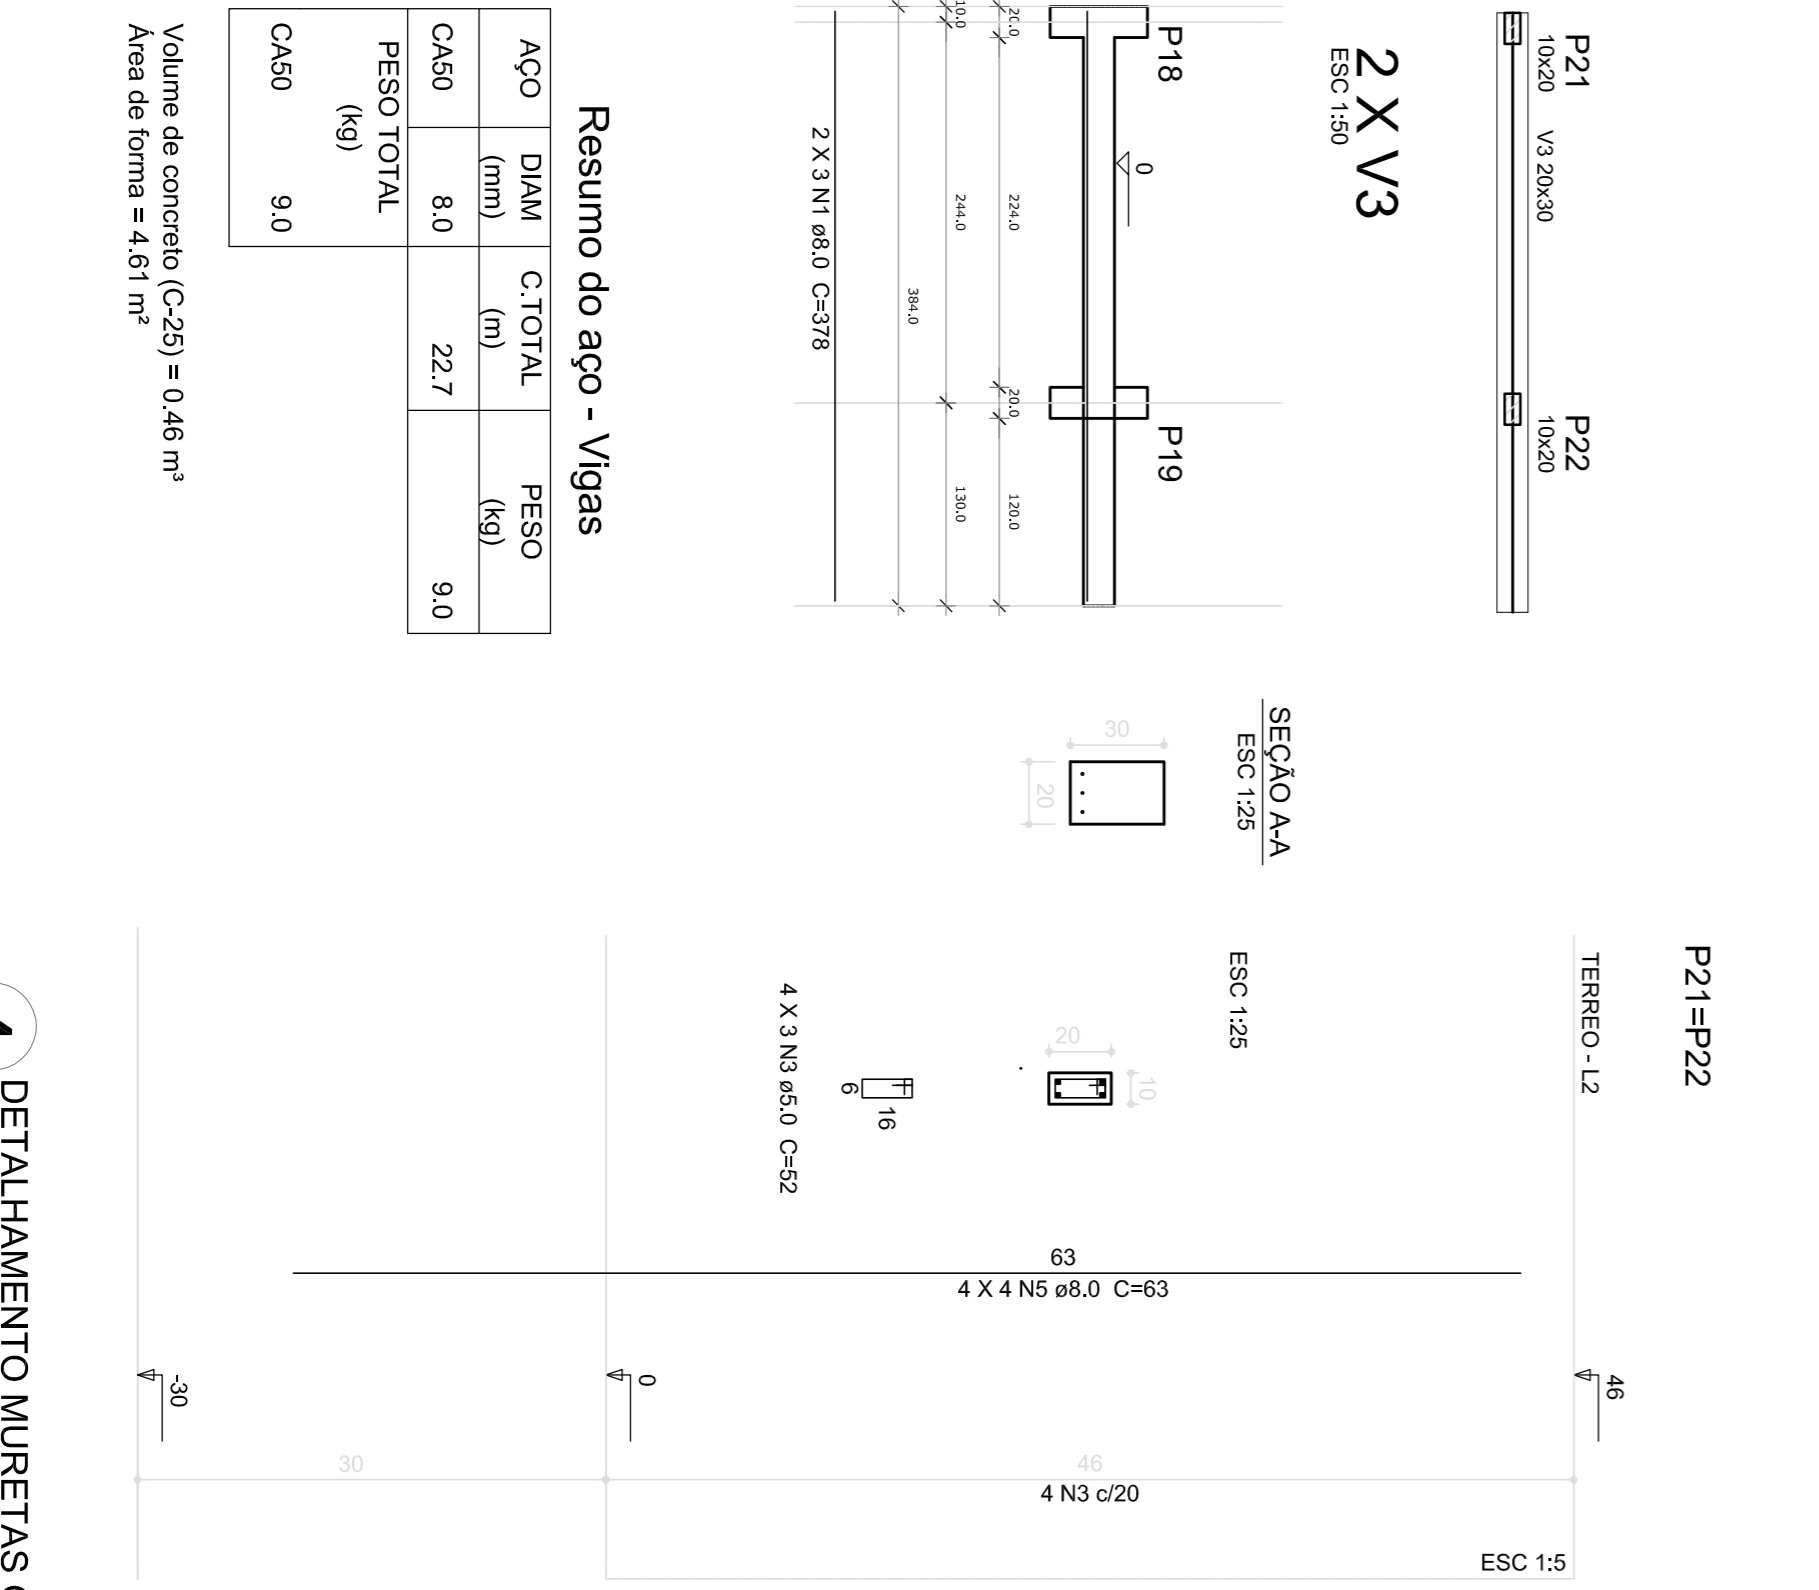 P21
10x20
V3 20x30
P22
10x20
2 X V3
ESC 1:50
P18
0
P19
20.0
224.0
20.0
120.0
10.0
244.0
130.0
384.0
2 X 3 N1 ø8.0 C=378
Resumo do aço - Vigas
AÇO
DIAM
(mm)
C.TOTAL
(m)
PESO
(kg)
CA50
8.0
22.7
9.0
PESO TOTAL
(kg)
CA50
9.0
Volume de concreto (C-25) = 0.46 m³
Área de forma = 4.61 m²
SEÇÃO A-A
ESC 1:25
30
20
P21=P22
TERREO - L2
ESC 1:25
20
10
16
6
4 X 3 N3 ø5.0 C=52
63
4 X 4 N5 ø8.0 C=63
46
0
-30
46
30
4 N3 c/20
ESC 1:5
DETALHAMENTO MURETAS